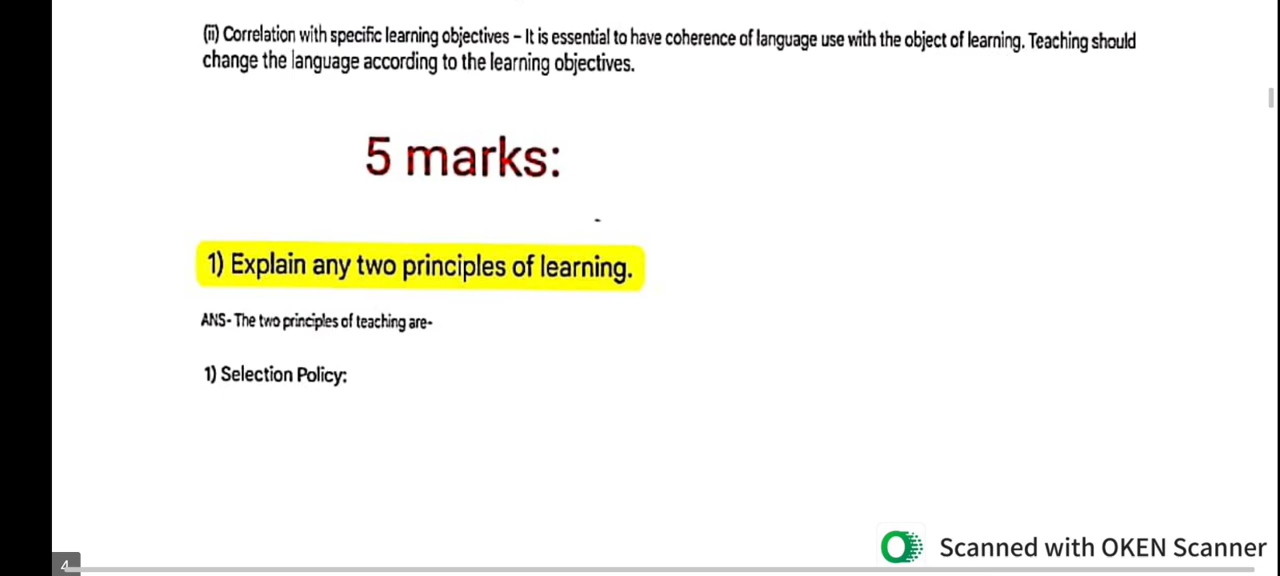 (ii) Correlation with specific learning objectives – It is essential to have coherence of language use with the object of learning. Teaching should
change the language according to the learning objectives.
5 marks:
1) Explain any two principles of learning.
ANS- The two principles of teaching are-
1) Selection Policy:
Scanned with OKEN Scanner
4